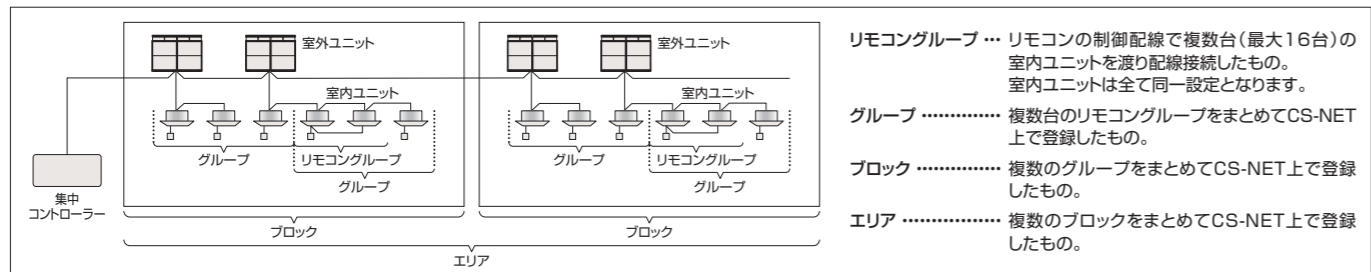 室外ユニット
室内ユニット
グループ
リモコングループ
グループ
集中
コントローラー
ブロック
室外ユニット
室内ユニット
グループ
リモコングループ
グループ
ブロック
エリア
リモコングループ … リモコンの制御配線で複数台(最大16台)の
室内ユニットを渡り配線接続したもの。
室内ユニットは全て同一設定となります。
グループ …………… 複数台のリモコングループをまとめてCS-NET
上で登録したもの。
ブロック …………… 複数のグループをまとめてCS-NET上で登録
したもの。
エリア ……………… 複数のブロックをまとめてCS-NET上で登録
したもの。